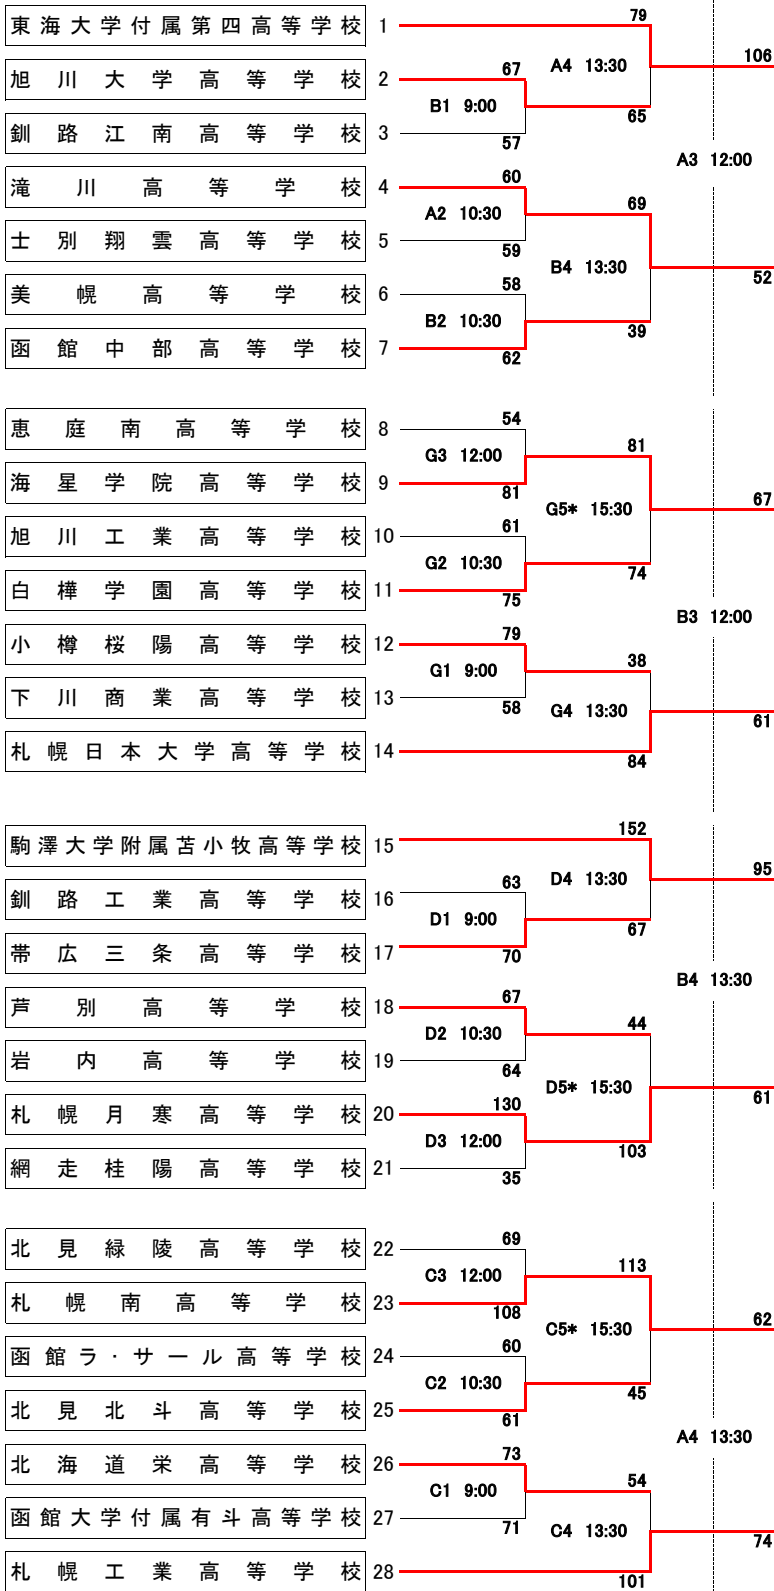 東海大学付属第四高等学校 1 79
106
旭川大学高等学校 2 67 A4 13:30
B1 9:00 65
釧路江南高等学校 3 57
A3 12:00
滝川高等学校 4 60 69
A2 10:30
士別翔雲高等学校 5 59
B4 13:30 52
美幌高等学校 6 58
B2 10:30 39
函館中部高等学校 7 62
恵庭南高等学校 8 54 81
G3 12:00
海星学院高等学校 9 81
G5* 15:30 67
旭川工業高等学校 10 61
G2 10:30 74
白樺学園高等学校 11 75
B3 12:00
小樽桜陽高等学校 12 79 38
G1 9:00
下川商業高等学校 13 58
G4 13:30 61
札幌日本大学高等学校 14 84
駒澤大学附属苫小牧高等学校 15 152
95
釧路工業高等学校 16 63 D4 13:30
D1 9:00 67
帯広三条高等学校 17 70
B4 13:30
芦別高等学校 18 67 44
D2 10:30
岩内高等学校 19 64
D5* 15:30 61
札幌月寒高等学校 20 130
D3 12:00 103
網走桂陽高等学校 21 35
北見緑陵高等学校 22 69 113
C3 12:00
札幌南高等学校 23 108
C5* 15:30 62
函館ラ・サール高等学校 24 60
C2 10:30 45
北見北斗高等学校 25 61
A4 13:30
北海道栄高等学校 26 73 54
C1 9:00
函館大学付属有斗高等学校 27 71
C4 13:30 74
札幌工業高等学校 28 101